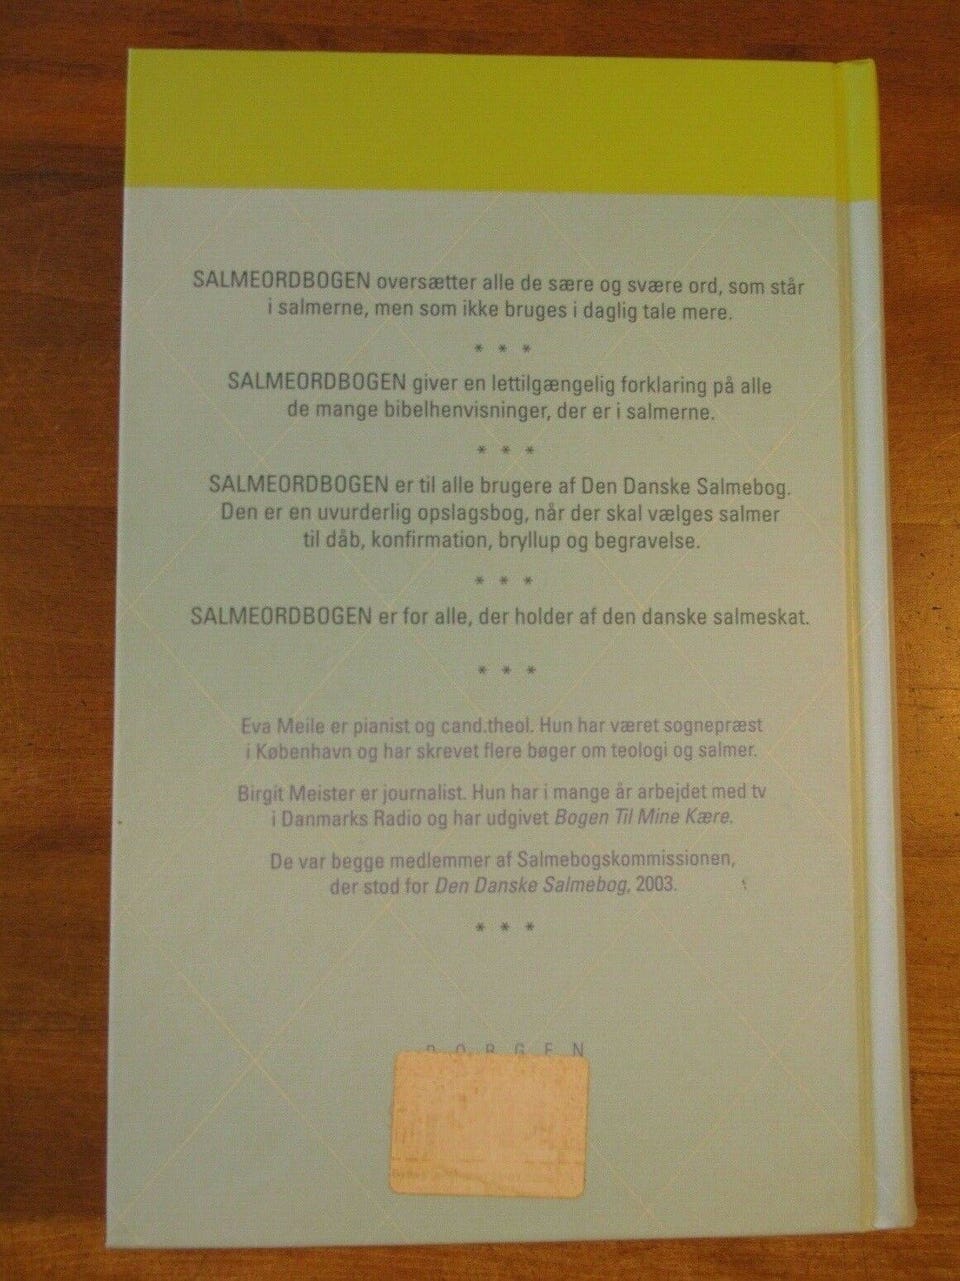 SALMEORDBOGEN oversætter alle de sære og svære ord, som står
i salmerne, men som ikke bruges i daglig tale mere.
* * *
SALMEORDBOGEN giver en lettilgængelig forklaring på alle
de mange bibelhenvisninger, der er i salmerne.
* * *
SALMEORDBOGEN er til alle brugere af Den Danske Salmebog.
Den er en uvurderlig opslagsbog, når der skal vælges salmer
til dåb, konfirmation, bryllup og begravelse.
* * *
SALMEORDBOGEN er for alle, der holder af den danske salmeskat.
* * *
Eva Meile er pianist og cand.theol. Hun har været sognepræst
i København og har skrevet flere bøger om teologi og salmer.
Birgit Meister er journalist. Hun har i mange år arbejdet med tv
i Danmarks Radio og har udgivet Bogen Til Mine Kære.
De var begge medlemmer af Salmebogskommissionen,
der stod for Den Danske Salmebog, 2003.
* * *
BORGEN